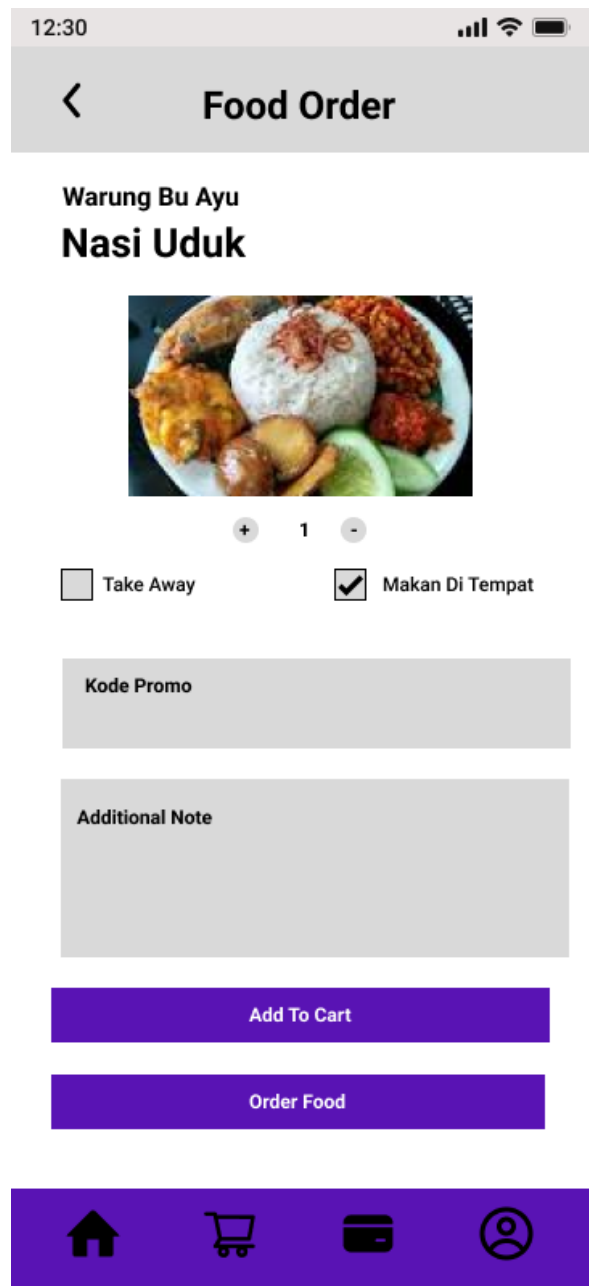 12:30
Food Order
Warung Bu Ayu
Nasi Uduk
+ 1 -
Take Away Makan Di Tempat
Kode Promo
Additional Note
Add To Cart
Order Food